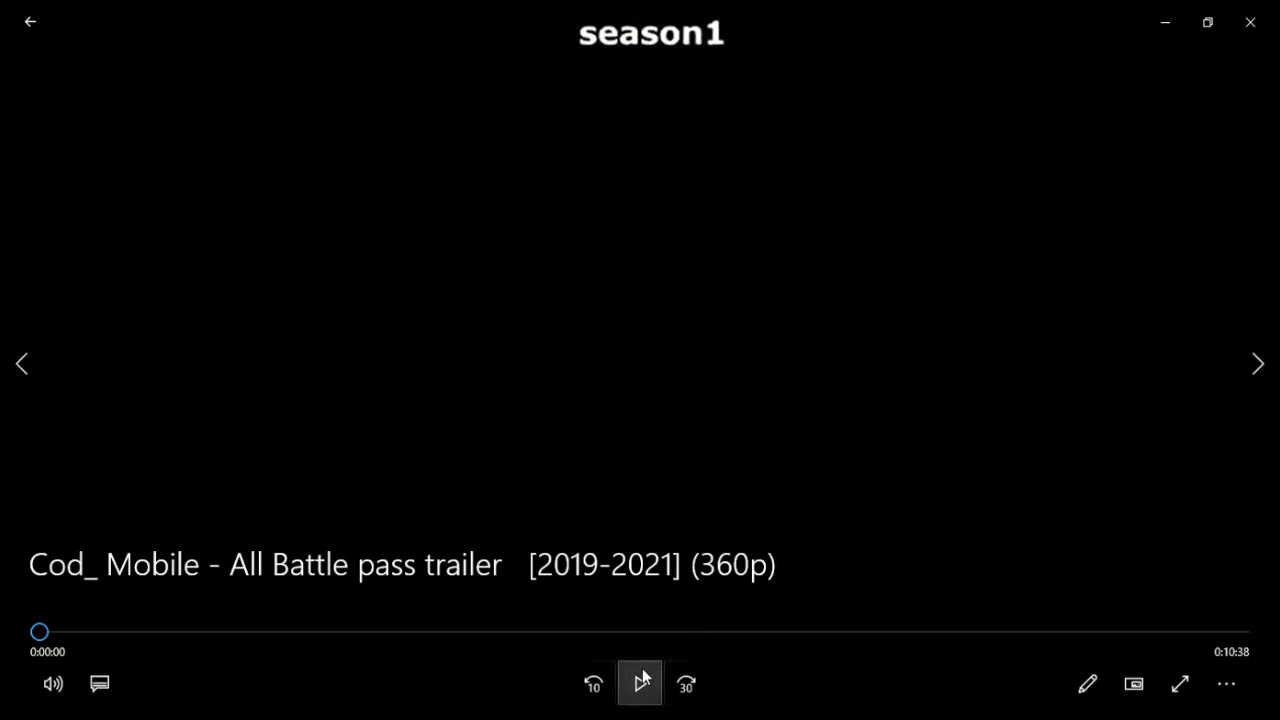 season1
Cod_ Mobile - All Battle pass trailer [2019-2021] (360p)
0:00:00
0:10:38
10
30